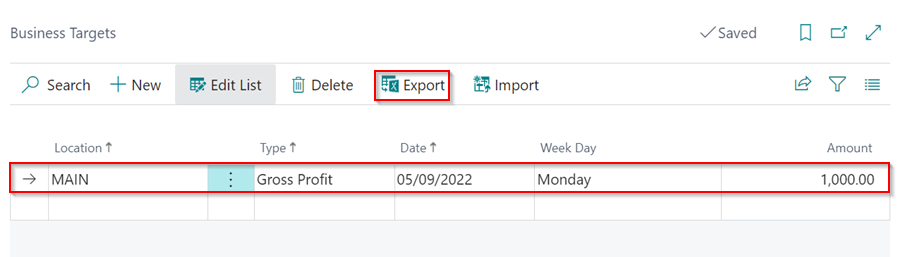 Business Targets
Saved
Search New Edit List Delete Export Import
Location Type Date Week Day Amount
MAIN Gross Profit 05/09/2022 Monday 1,000.00